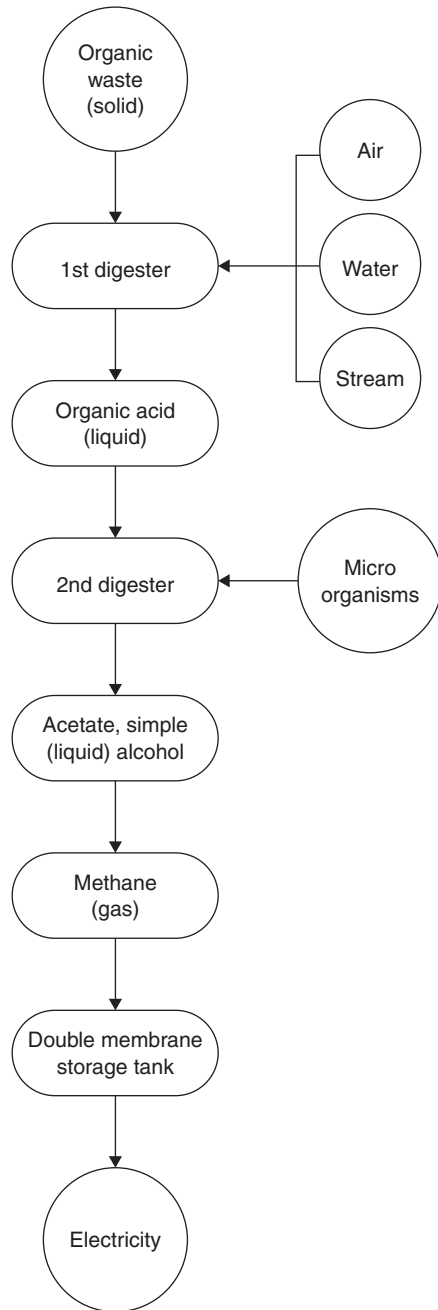 Organic
waste
(solid)
Air
1st digester
Water
Stream
Organic acid
(liquid)
2nd digester
Micro
organisms
Acetate, simple
(liquid) alcohol
Methane
(gas)
Double membrane
storage tank
Electricity